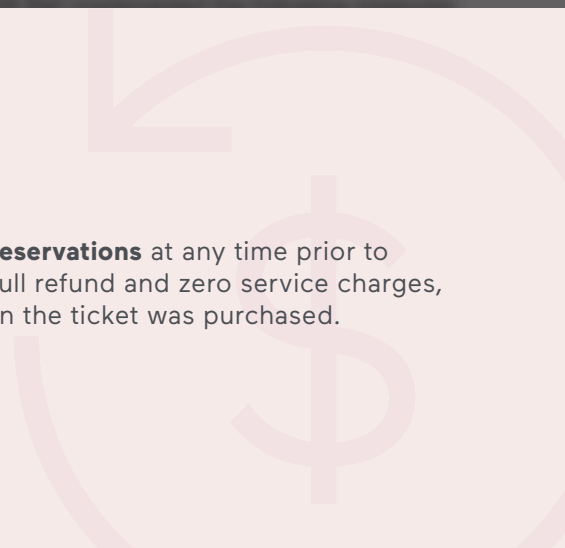 eservations at any time prior to
ull refund and zero service charges,
n the ticket was purchased.